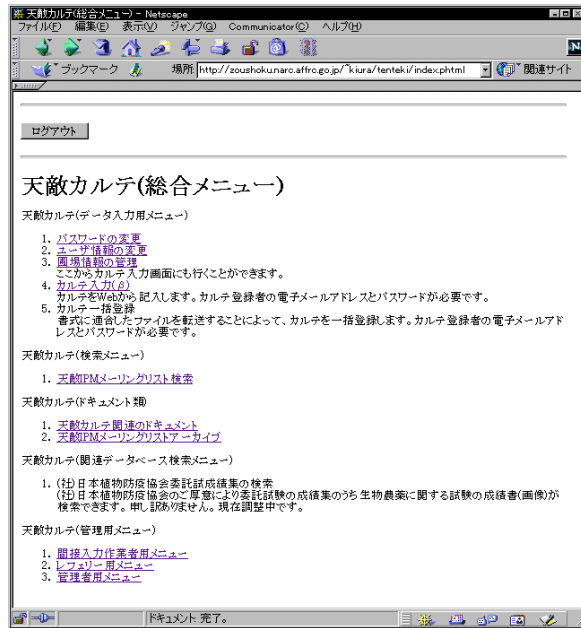 天敵カルテ(総合メニュー) - Netscape
ファイル(F) 編集(E) 表示(V) ジャンプ(G) Communicator(C) ヘルプ(H)
ブックマーク 場所: http://zoushoku.narc.affrc.go.jp/~kiura/tenteki/index.phtml 関連サイト
ログアウト
天敵カルテ(総合メニュー)
天敵カルテ(データ入力用メニュー)
1. パスワードの変更
2. ユーザ情報の変更
3. 圃場情報の管理
ここからカルテ入力画面にも行くことができます。
4. カルテ入力(β)
カルテをWebから記入します。カルテ登録者の電子メールアドレスとパスワードが必要です。
5. カルテ一括登録
書式に適合したファイルを転送することによって、カルテを一括登録します。カルテ登録者の電子メールアド
レスとパスワードが必要です。
天敵カルテ(検索メニュー)
1. 天敵IPMメーリングリスト検索
天敵カルテ(ドキュメント類)
1. 天敵カルテ関連のドキュメント
2. 天敵IPMメーリングリストアーカイブ
天敵カルテ(関連データベース検索メニュー)
1. (社)日本植物防疫協会委託試成績集の検索
(社)日本植物防疫協会のご厚意により委託試験の成績集のうち生物農薬に関する試験の成績書(画像)が
検索できます。申し訳ありません。現在調整中です。
天敵カルテ(管理用メニュー)
1. 間接入力作業者用メニュー
2. レフェリー用メニュー
3. 管理者用メニュー
ドキュメント 完了。